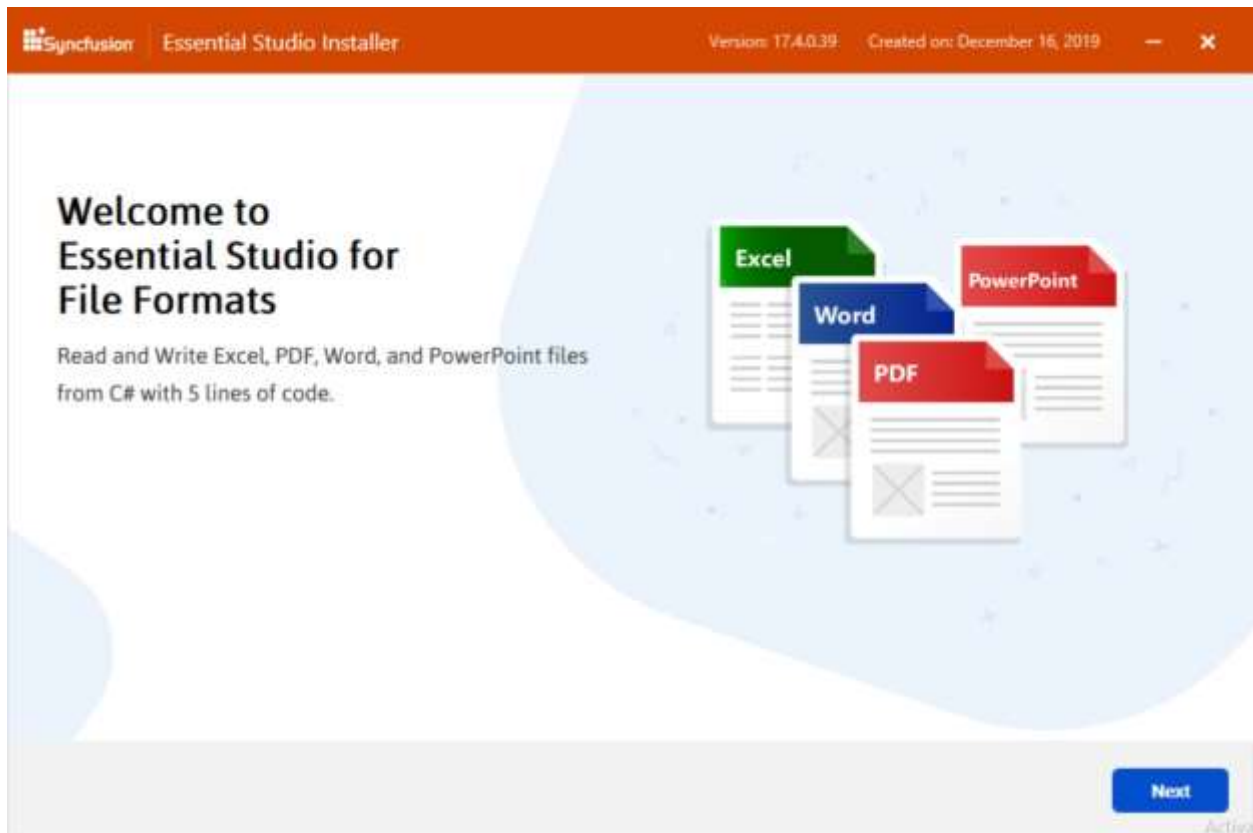 Syncfusion Essential Studio Installer Version: 17.4.0.39 Created on: December 16, 2019
Welcome to
Essential Studio for
File Formats
Read and Write Excel, PDF, Word, and PowerPoint files
from C# with 5 lines of code.
Excel
PowerPoint
Word
PDF
Next